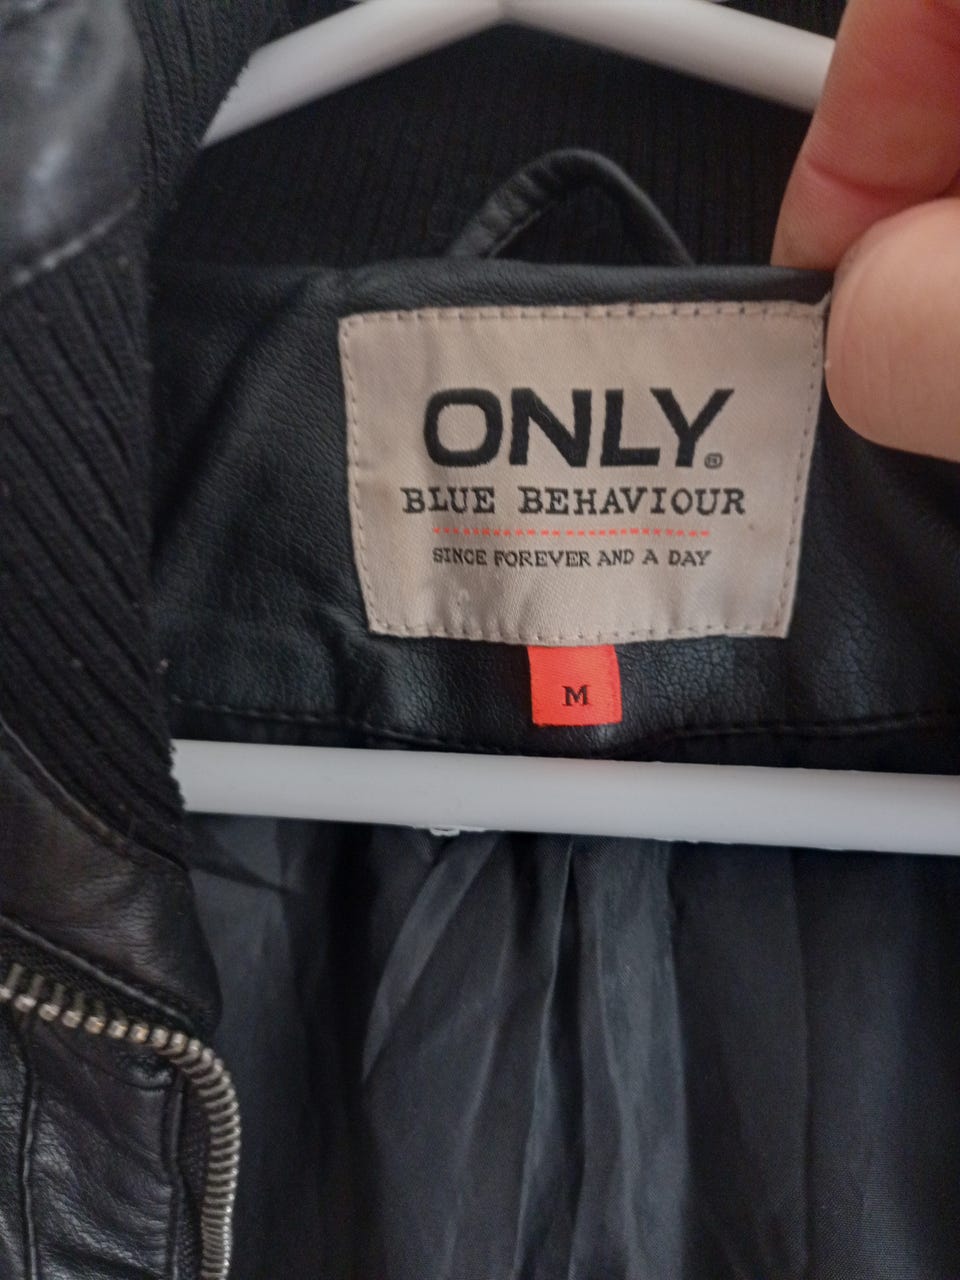 ONLY®
BLUE BEHAVIOUR
SINCE FOREVER AND A DAY
M